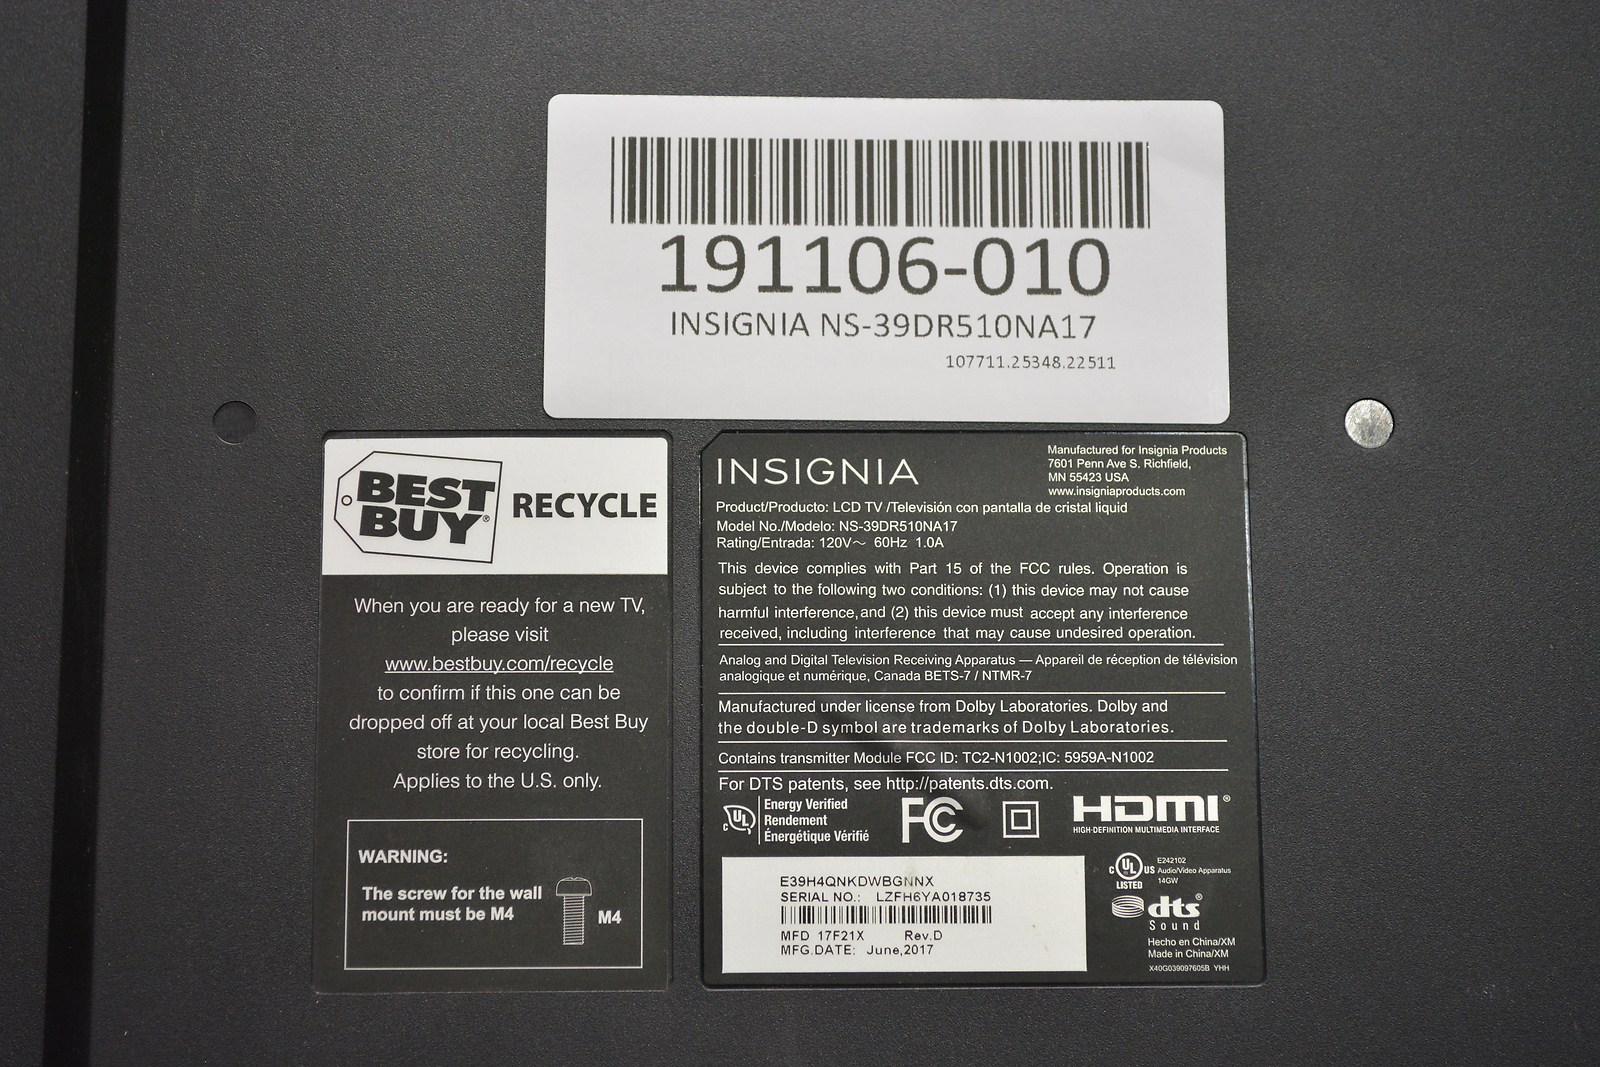 191106-010
INSIGNIA NS-39DR510NA17
107711.25348.22511
BEST
BUY®
RECYCLE
When you are ready for a new TV,
please visit
www.bestbuy.com/recycle
to confirm if this one can be
dropped off at your local Best Buy
store for recycling.
Applies to the U.S. only.
WARNING:
The screw for the wall
mount must be M4
M4
INSIGNIA
Manufactured for Insignia Products
7601 Penn Ave S. Richfield,
MN 55423 USA
www.insigniaproducts.com
Product/Producto: LCD TV /Televisión con pantalla de cristal liquid
Model No./Modelo: NS-39DR510NA17
Rating/Entrada: 120V~ 60Hz 1.0A
This device complies with Part 15 of the FCC rules. Operation is
subject to the following two conditions: (1) this device may not cause
harmful interference,and (2) this device must accept any interference
received, including interference that may cause undesired operation.
Analog and Digital Television Receiving Apparatus — Appareil de réception de télévision
analogique et numérique, Canada BETS-7 / NTMR-7
Manufactured under license from Dolby Laboratories. Dolby and
the double-D symbol are trademarks of Dolby Laboratories.
Contains transmitter Module FCC ID: TC2-N1002;IC: 5959A-N1002
For DTS patents, see http://patents.dts.com.
c UL
Energy Verified
Rendement
Énergétique Vérifié
FC
HDMI®
HIGH-DEFINITION MULTIMEDIA INTERFACE
E39H4QNKDWBGNNX
SERIAL NO.: LZFH6YA018735
MFD 17F21X Rev.D
MFG.DATE: June,2017
c UL US
LISTED
E242102
Audio/Video Apparatus
14GW
dts®
Sound
Hecho en China/XM
Made in China/XM
X40G039097605B YHH